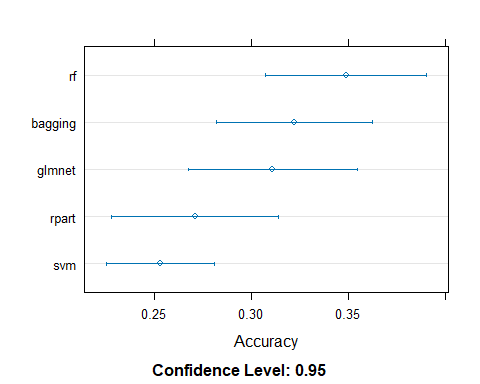 rf
bagging
glmnet
rpart
svm
0.25 0.30 0.35
Accuracy
Confidence Level: 0.95